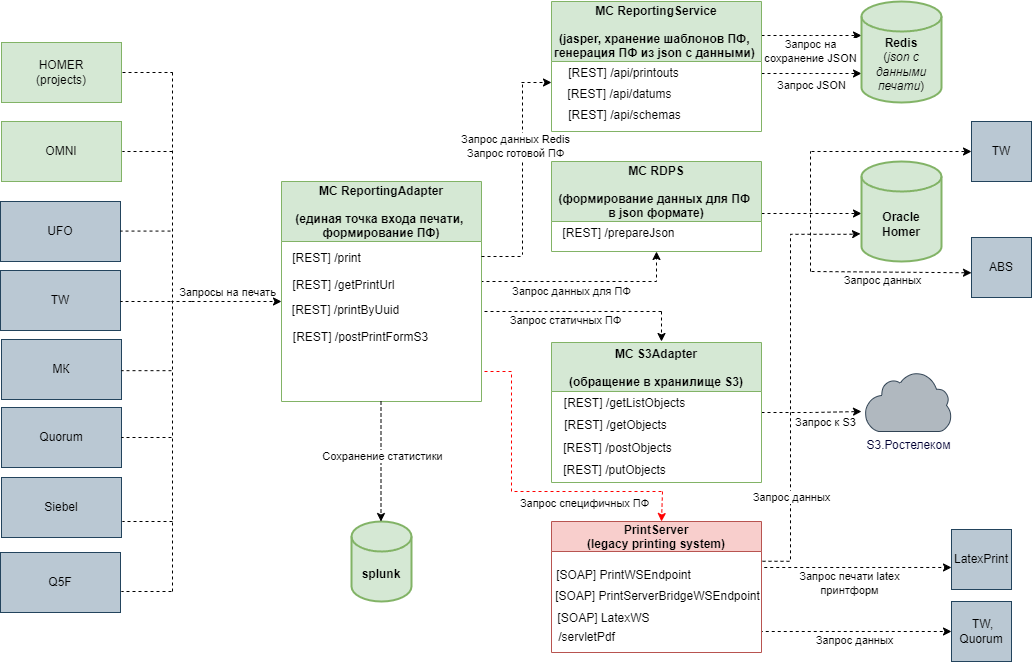 HOMER
(projects)
OMNI
UFO
TW
МК
Quorum
Siebel
Q5F
Запросы на печать
МС ReportingAdapter
(единая точка входа печати,
формирование ПФ)
[REST] /print
[REST] /getPrintUrl
[REST] /printByUuid
[REST] /postPrintFormS3
Сохранение статистики
splunk
Запрос данных Redis
Запрос готовой ПФ
Запрос данных для ПФ
Запрос статичных ПФ
Запрос специфичных ПФ
МС ReportingService
(jasper, хранение шаблонов ПФ,
генерация ПФ из json с данными)
[REST] /api/printouts
[REST] /api/datums
[REST] /api/schemas
Запрос на
сохранение JSON
Запрос JSON
Redis
(json с
данными
печати)
МС RDPS
(формирование данных для ПФ
в json формате)
[REST] /prepareJson
Oracle
Homer
TW
ABS
Запрос данных
МС S3Adapter
(обращение в хранилище S3)
[REST] /getListObjects
[REST] /getObjects
[REST] /postObjects
[REST] /putObjects
Запрос к S3
S3.Ростелеком
Запрос данных
PrintServer
(legacy printing system)
[SOAP] PrintWSEndpoint
[SOAP] PrintServerBridgeWSEndpoint
[SOAP] LatexWS
/servletPdf
Запрос печати latex
принтформ
LatexPrint
Запрос данных
TW,
Quorum